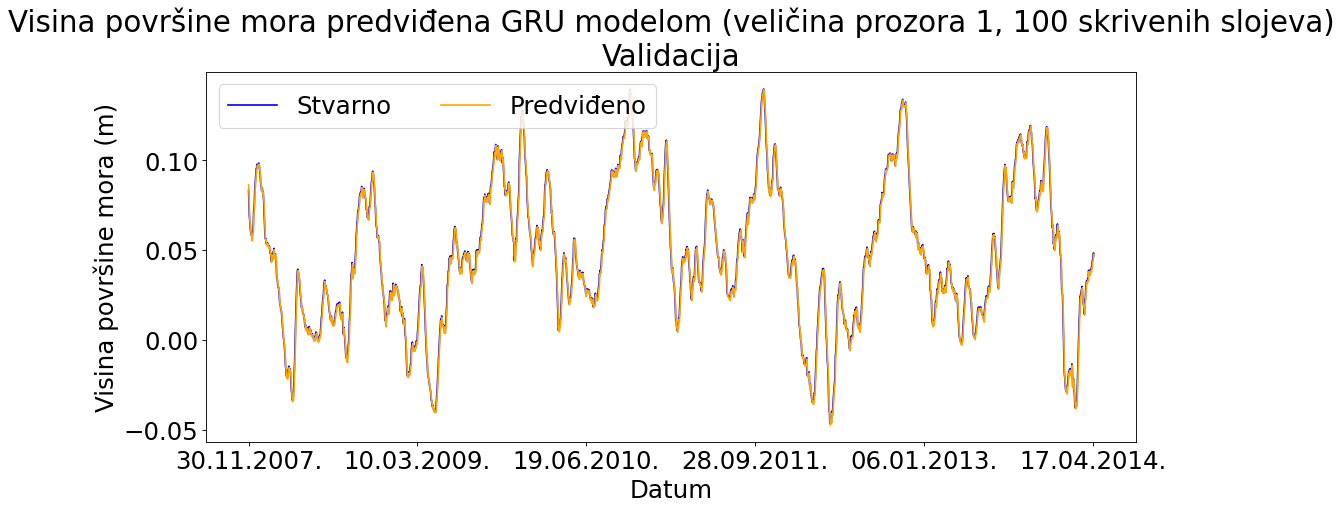 Visina površine mora predviđena GRU modelom (veličina prozora 1, 100 skrivenih slojeva)
Validacija
Stvarno
Predviđeno
Visina površine mora (m)
0.10
0.05
0.00
−0.05
30.11.2007.
10.03.2009.
19.06.2010.
28.09.2011.
06.01.2013.
17.04.2014.
Datum